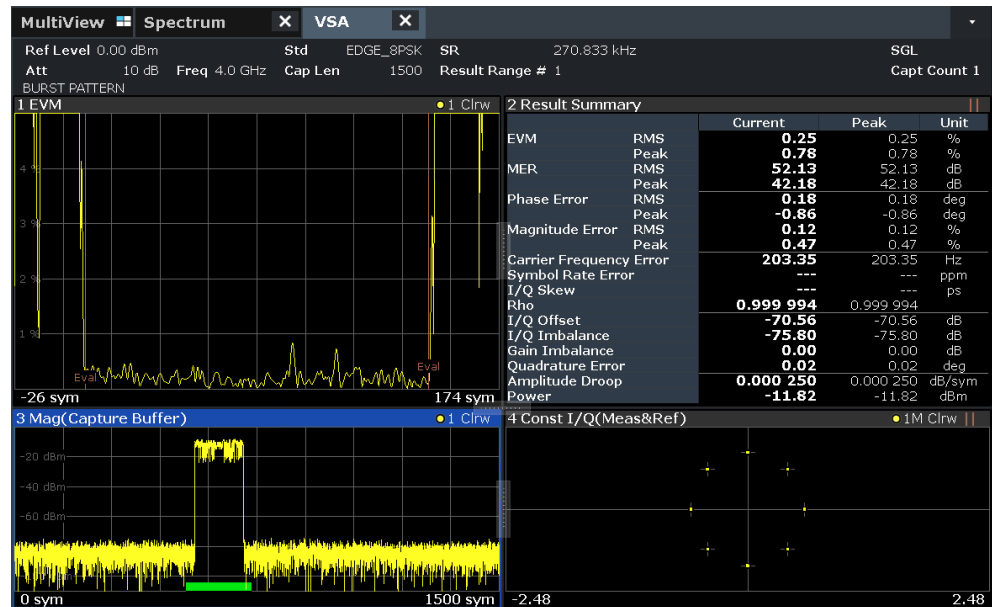 MultiView Spectrum X VSA X
Ref Level 0.00 dBm Std EDGE_8PSK SR 270.833 kHz SGL
Att 10 dB Freq 4.0 GHz Cap Len 1500 Result Range # 1 Capt Count 1
BURST PATTERN
1 EVM 1 Clrw
4 %
3 %
2 %
1 %
Eval Eval
-26 sym 174 sym
2 Result Summary
Current Peak Unit
EVM RMS 0.25 0.25 %
Peak 0.78 0.78 %
MER RMS 52.13 52.13 dB
Peak 42.18 42.18 dB
Phase Error RMS 0.18 0.18 deg
Peak -0.86 -0.86 deg
Magnitude Error RMS 0.12 0.12 %
Peak 0.47 0.47 %
Carrier Frequency Error 203.35 203.35 Hz
Symbol Rate Error --- --- ppm
I/Q Skew --- --- ps
Rho 0.999 994 0.999 994
I/Q Offset -70.56 -70.56 dB
I/Q Imbalance -75.80 -75.80 dB
Gain Imbalance 0.00 0.00 dB
Quadrature Error 0.02 0.02 deg
Amplitude Droop 0.000 250 0.000 250 dB/sym
Power -11.82 -11.82 dBm
3 Mag(Capture Buffer) 1 Clrw
-20 dBm
-40 dBm
-60 dBm
0 sym 1500 sym
4 Const I/Q(Meas&Ref) 1M Clrw
-2.48 2.48